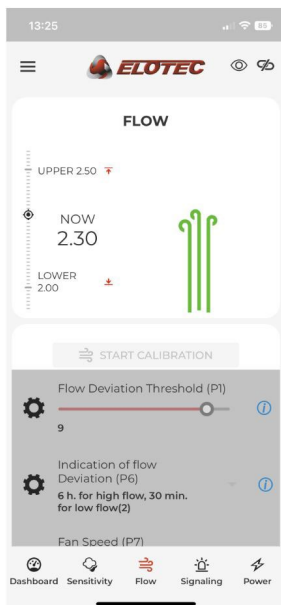 13:25
85
ELOTEC
FLOW
UPPER 2.50
NOW
2.30
LOWER
2.00
START CALIBRATION
Flow Deviation Threshold (P1)
9
Indication of flow
Deviation (P6)
6 h. for high flow, 30 min.
for low flow(2)
Fan Speed (P7)
Dashboard Sensitivity Flow Signaling Power